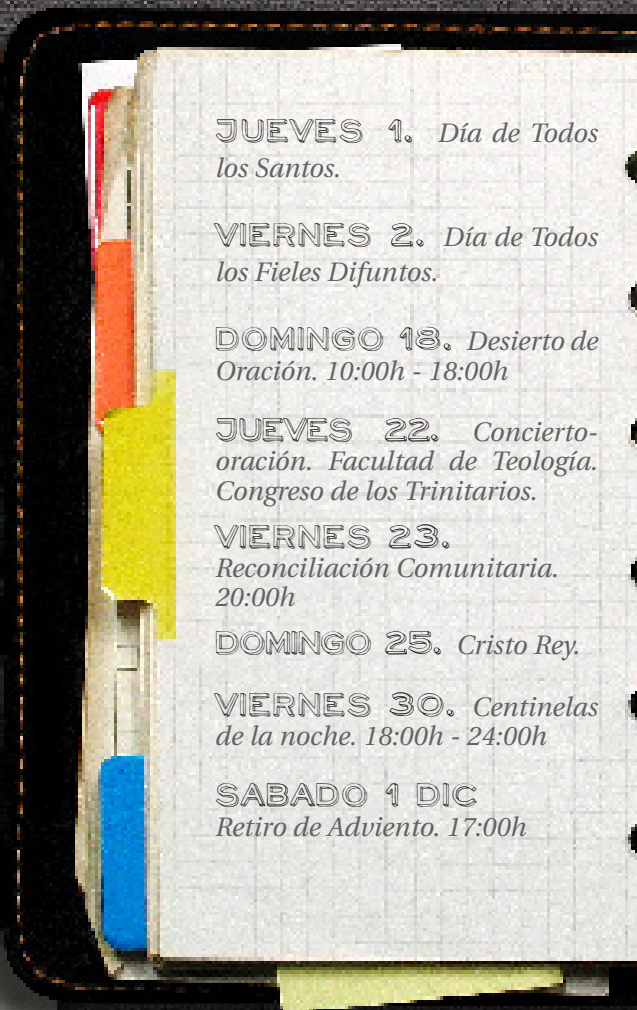 JUEVES 1. Día de Todos
los Santos.
VIERNES 2. Día de Todos
los Fieles Difuntos.
DOMINGO 18. Desierto de
Oración. 10:00h - 18:00h
JUEVES 22. Concierto-
oración. Facultad de Teología.
Congreso de los Trinitarios.
VIERNES 23.
Reconciliación Comunitaria.
20:00h
DOMINGO 25. Cristo Rey.
VIERNES 30. Centinelas
de la noche. 18:00h - 24:00h
SABADO 1 DIC
Retiro de Adviento. 17:00h